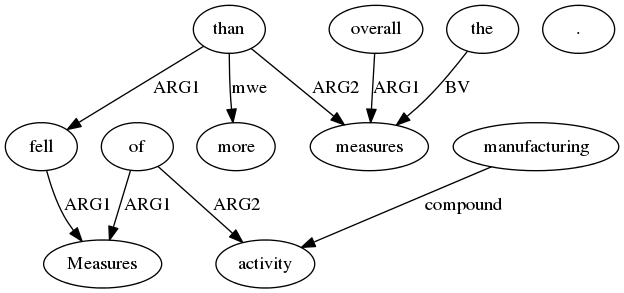 than overall the .
ARG1 mwe ARG2 ARG1 BV
fell of more measures manufacturing
ARG1 ARG1 ARG2 compound
Measures activity